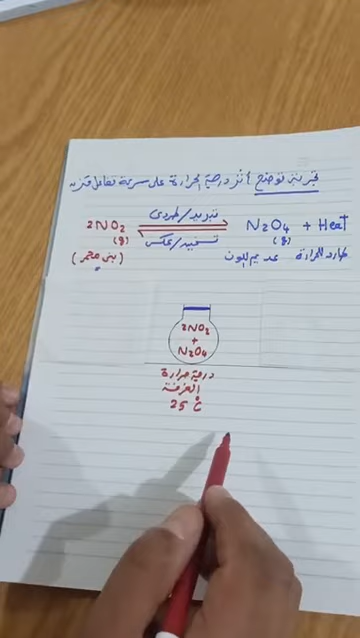 تجربة توضح أثر درجة الحرارة على سرعة تفاعل متزن
2NO2 (g) تبريد/طردي N2O4 (g) + Heat
تسخين/عكسي
(بني محمر) عديم اللون طارد للحرارة
2NO2
+
N2O4
درجة حرارة
الغرفة
25 °C